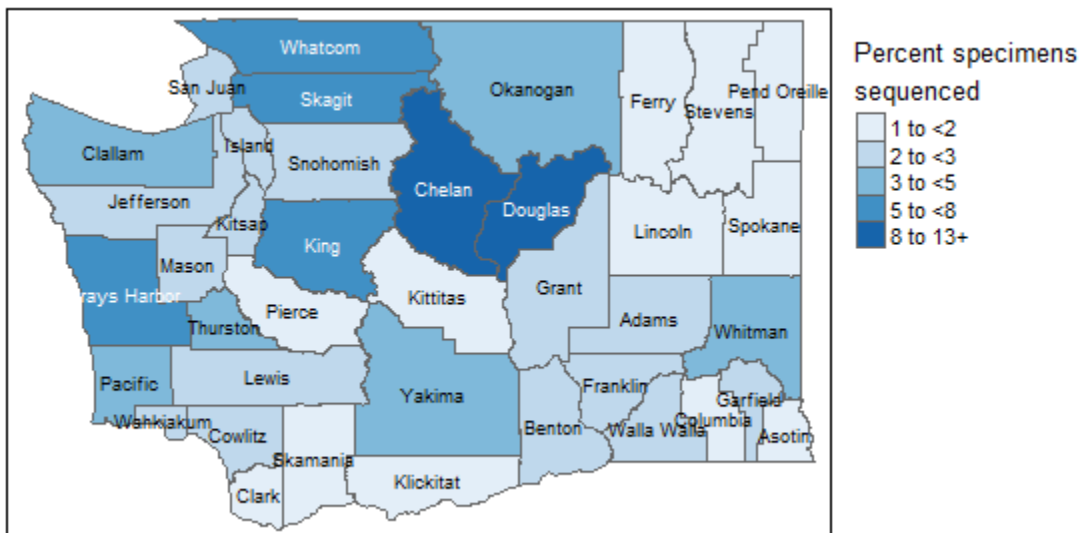 Whatcom
San Juan
Skagit
Okanogan
Ferry
Stevens
Pend Oreille
Clallam
Island
Snohomish
Chelan
Douglas
Jefferson
Kitsap
King
Lincoln
Spokane
Mason
Grant
rays Harbor
Pierce
Kittitas
Adams
Thurston
Whitman
Pacific
Lewis
Yakima
Franklin
Garfield
Wahkiakum
Cowlitz
Benton
Walla Walla
Columbia
Asotin
Skamania
Clark
Klickitat
Percent specimens
sequenced
1 to <2
2 to <3
3 to <5
5 to <8
8 to 13+